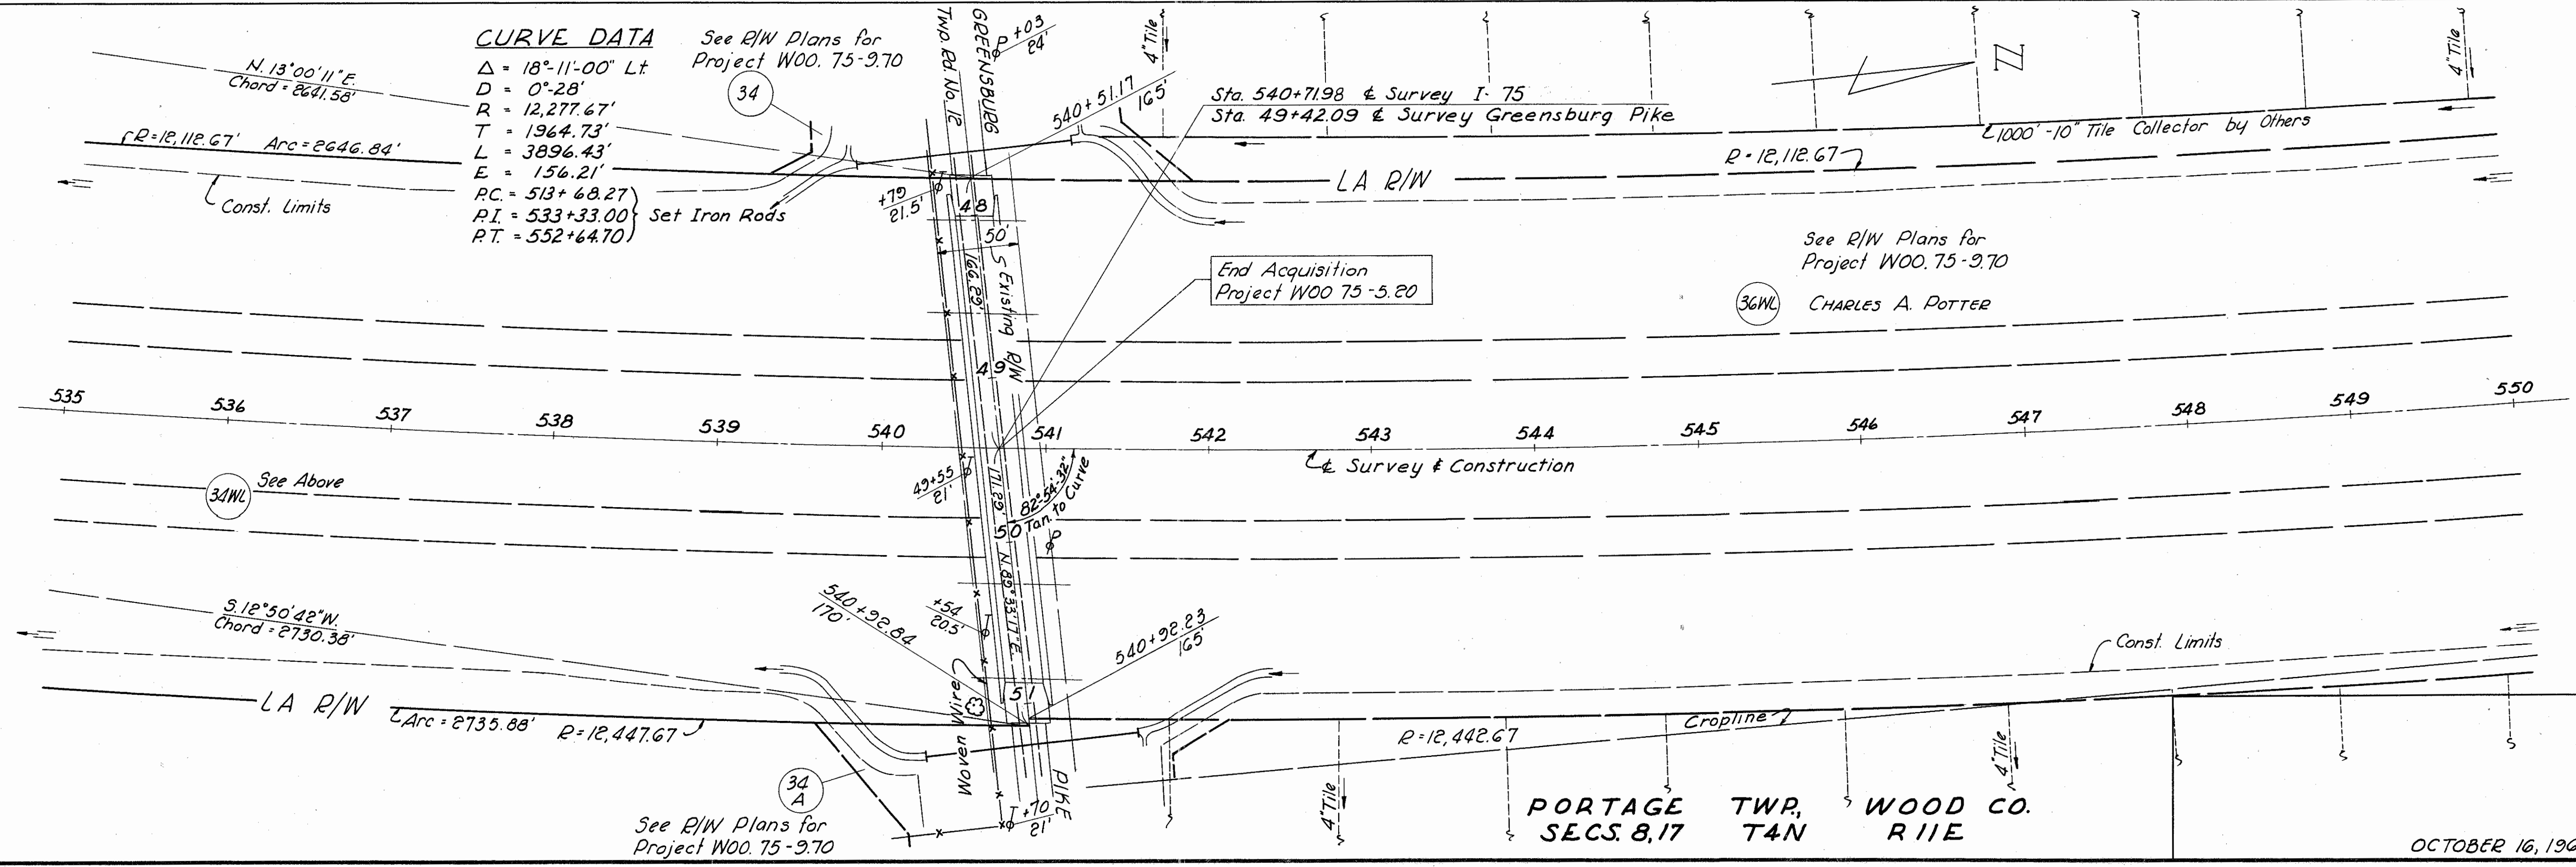 CURVE DATA
Δ = 18°-11'-00" Lt.
D = 0°-28'
R = 12,277.67'
T = 1964.73'
L = 3896.43'
E = 156.21'
P.C. = 513+68.27
P.I. = 533+33.00
P.T. = 552+64.70
Set Iron Rods
See R/W Plans for
Project WOO. 75-9.70
34
N. 13°00'11"E.
Chord = 2641.58'
R=12,112.67' Arc=2646.84'
Const. Limits
Twp. Rd. No. 12
GREENSBURG
P +03
24'
4" Tile
540+51.17
165'
Sta. 540+71.98 ℄ Survey I-75
Sta. 49+42.09 ℄ Survey Greensburg Pike
Z
4" Tile
1000'-10" Tile Collector by Others
R=12,112.67
LA R/W
+79
21.5'
T
48
50'
166.29'
Existing R/W
49
End Acquisition
Project WOO 75-5.20
See R/W Plans for
Project WOO. 75-9.70
36WL
CHARLES A. POTTER
535
536
537
538
539
540
541
542
543
544
545
546
547
548
549
550
℄ Survey & Construction
34WL
See Above
49+55
21'
T
171.29'
82°-54'-32"
Tan. to Curve
50
P
N. 89°33'17"E.
S. 12°50'42"W.
Chord = 2730.38'
540+92.84
170'
+54
20.5'
T
540+92.23
165'
Const. Limits
51
Woven Wire
LA R/W
Arc = 2735.88'
R=12,447.67
R=12,442.67
Cropline
34
A
See R/W Plans for
Project WOO. 75-9.70
T +70
21'
PIKE
4" Tile
4" Tile
PORTAGE TWP., WOOD CO.
SECS. 8,17 T4N R11E
OCTOBER 16, 196